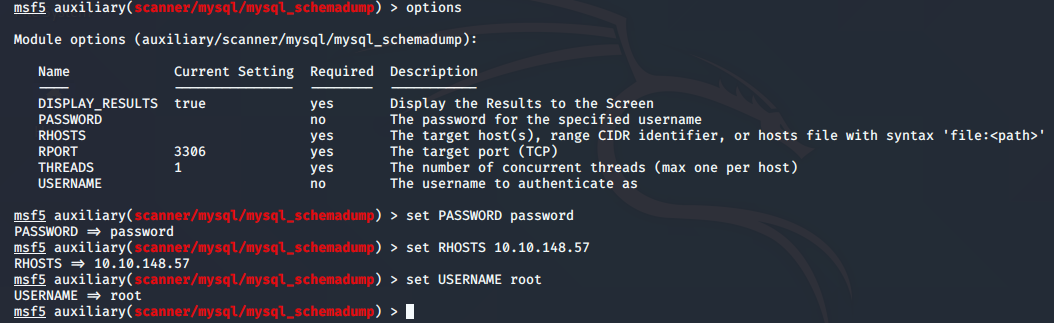 msf5 auxiliary(scanner/mysql/mysql_schemadump) > options
Module options (auxiliary/scanner/mysql/mysql_schemadump):
Name Current Setting Required Description
---- --------------- -------- -----------
DISPLAY_RESULTS true yes Display the Results to the Screen
PASSWORD no The password for the specified username
RHOSTS yes The target host(s), range CIDR identifier, or hosts file with syntax 'file:<path>'
RPORT 3306 yes The target port (TCP)
THREADS 1 yes The number of concurrent threads (max one per host)
USERNAME no The username to authenticate as
msf5 auxiliary(scanner/mysql/mysql_schemadump) > set PASSWORD password
PASSWORD => password
msf5 auxiliary(scanner/mysql/mysql_schemadump) > set RHOSTS 10.10.148.57
RHOSTS => 10.10.148.57
msf5 auxiliary(scanner/mysql/mysql_schemadump) > set USERNAME root
USERNAME => root
msf5 auxiliary(scanner/mysql/mysql_schemadump) >